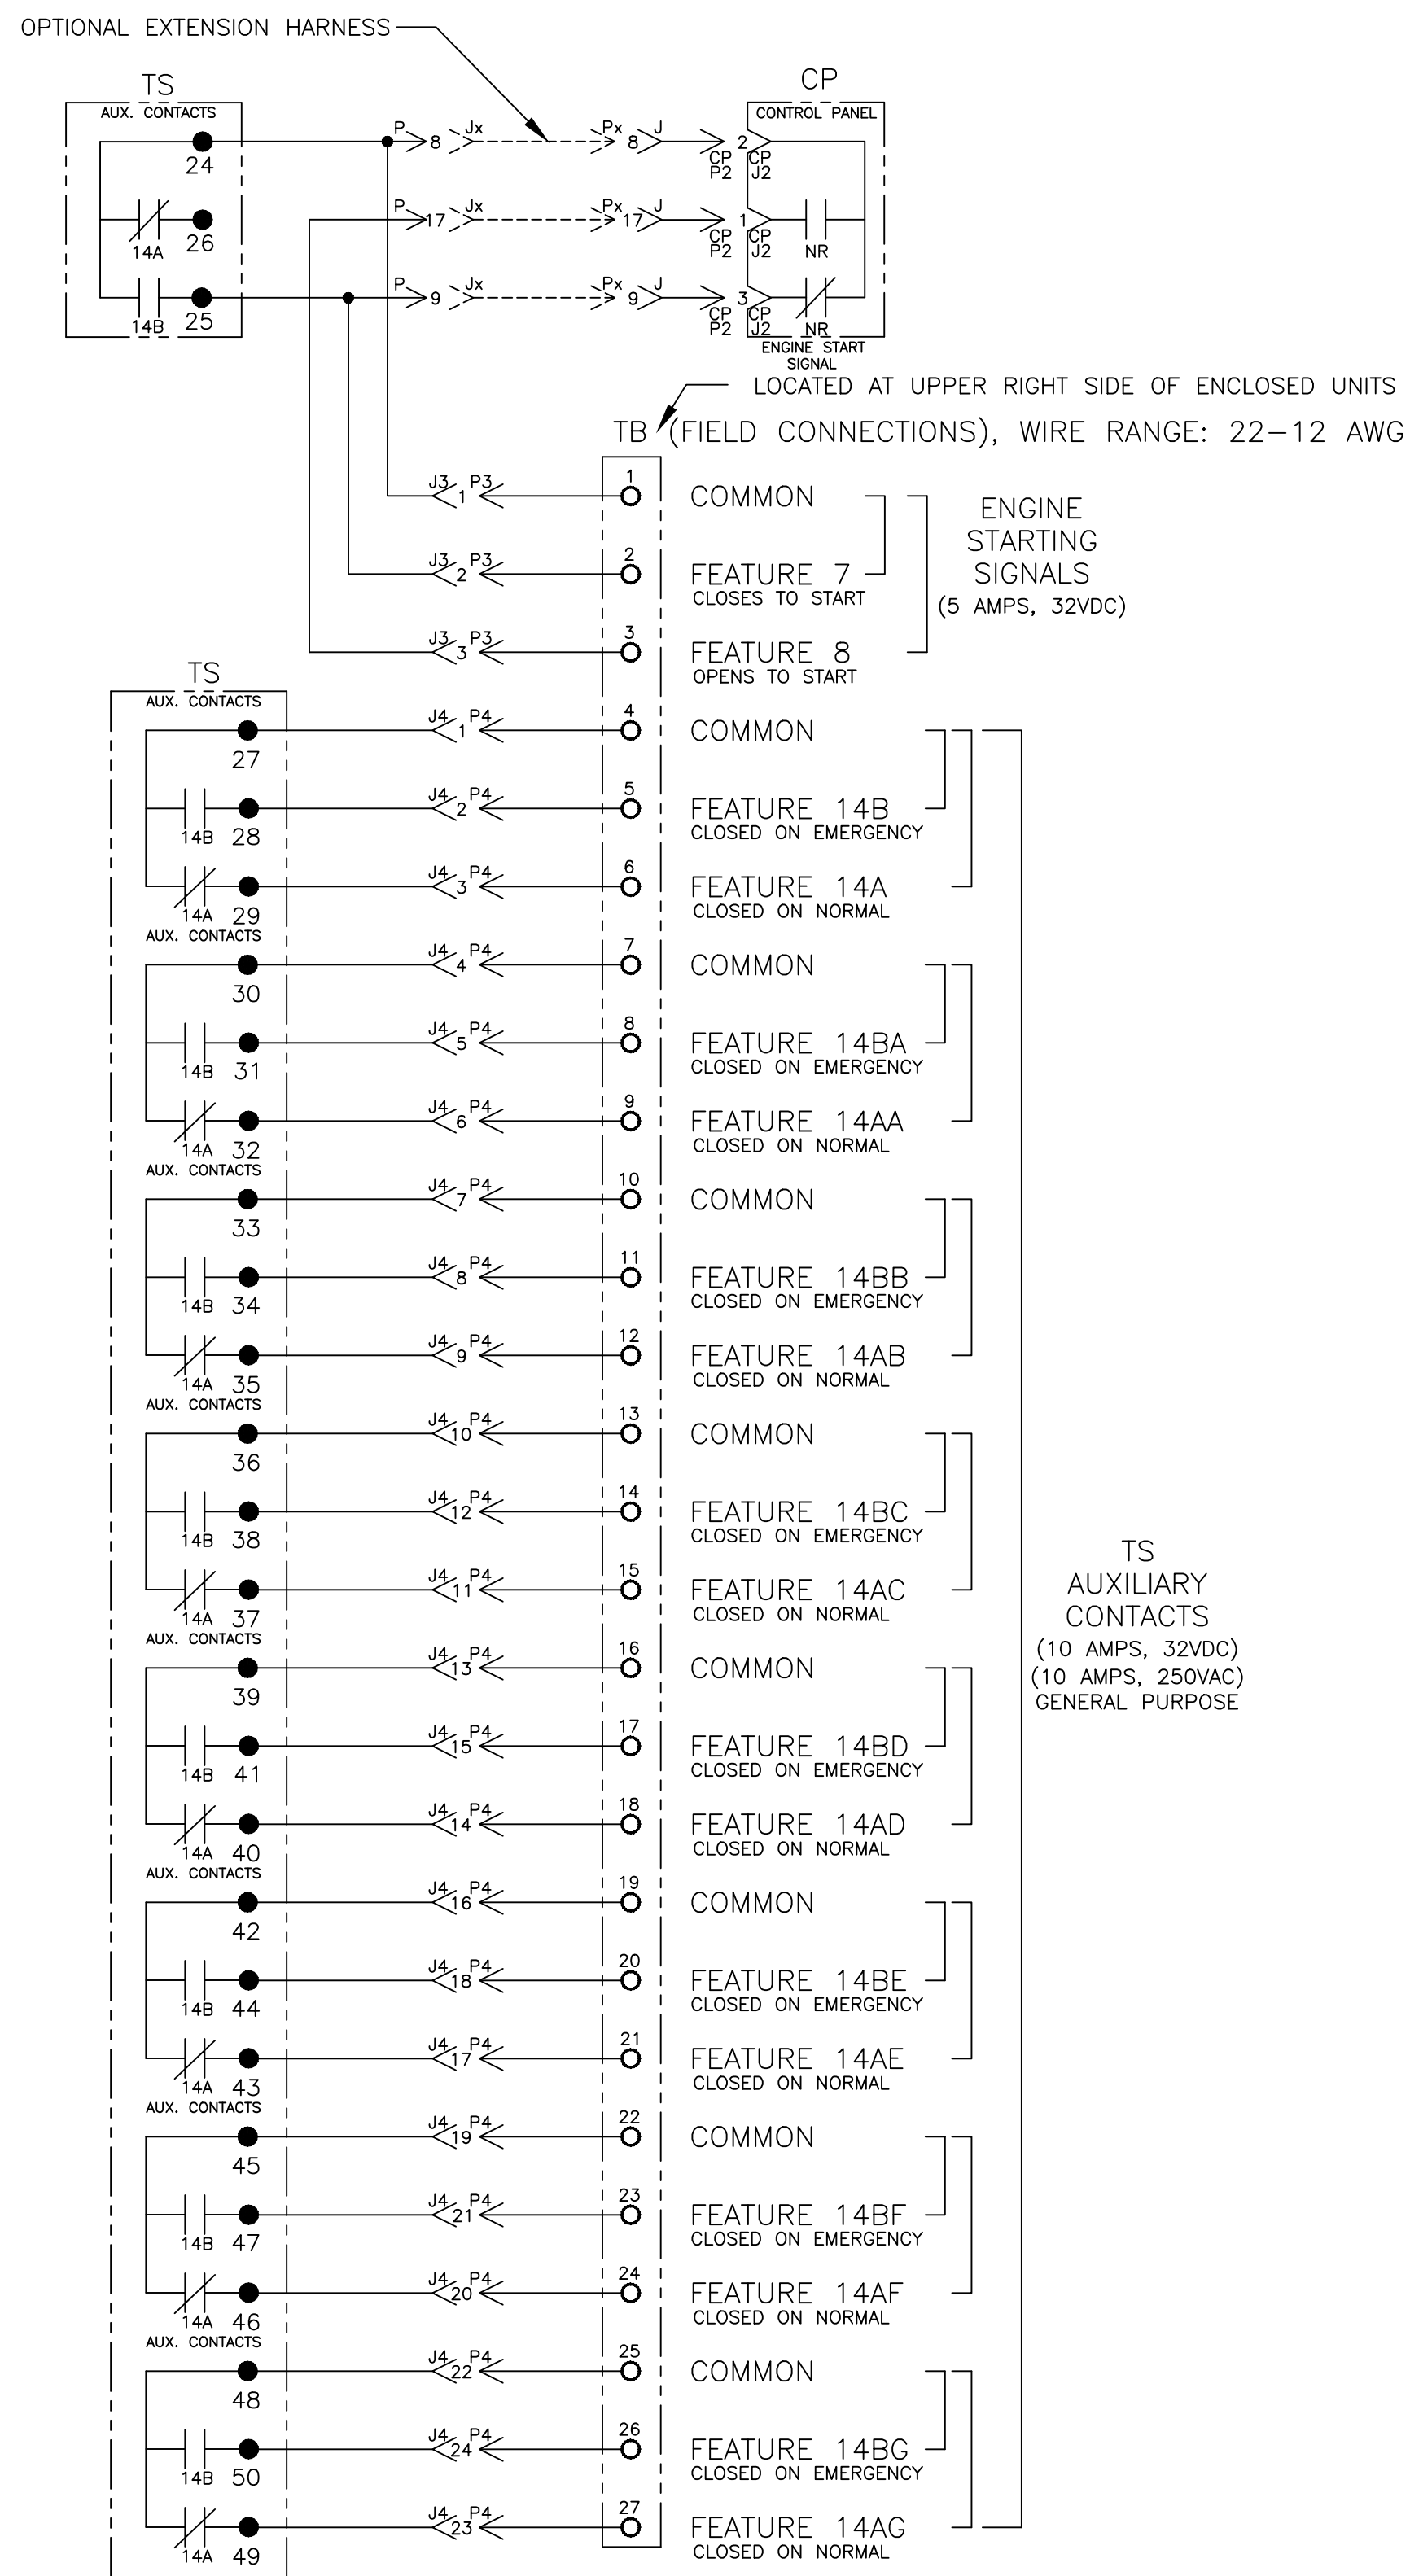 OPTIONAL EXTENSION HARNESS
TS
AUX. CONTACTS
24
26
14A
14B
25
P 8 Jx Px 8 J CP P2 2 CP J2
P 17 Jx Px 17 J CP P2 1 CP J2 NR
P 9 Jx Px 9 J CP P2 3 CP J2 NR
CP
CONTROL PANEL
ENGINE START
SIGNAL
LOCATED AT UPPER RIGHT SIDE OF ENCLOSED UNITS
TB (FIELD CONNECTIONS), WIRE RANGE: 22-12 AWG
J3 1 P3 1 COMMON
J3 2 P3 2 FEATURE 7
CLOSES TO START
J3 3 P3 3 FEATURE 8
OPENS TO START
ENGINE
STARTING
SIGNALS
(5 AMPS, 32VDC)
TS
AUX. CONTACTS
27 J4 1 P4 4 COMMON
14B 28 J4 2 P4 5 FEATURE 14B
CLOSED ON EMERGENCY
14A 29 J4 3 P4 6 FEATURE 14A
CLOSED ON NORMAL
AUX. CONTACTS
30 J4 4 P4 7 COMMON
14B 31 J4 5 P4 8 FEATURE 14BA
CLOSED ON EMERGENCY
14A 32 J4 6 P4 9 FEATURE 14AA
CLOSED ON NORMAL
AUX. CONTACTS
33 J4 7 P4 10 COMMON
14B 34 J4 8 P4 11 FEATURE 14BB
CLOSED ON EMERGENCY
14A 35 J4 9 P4 12 FEATURE 14AB
CLOSED ON NORMAL
AUX. CONTACTS
36 J4 10 P4 13 COMMON
14B 38 J4 12 P4 14 FEATURE 14BC
CLOSED ON EMERGENCY
14A 37 J4 11 P4 15 FEATURE 14AC
CLOSED ON NORMAL
AUX. CONTACTS
39 J4 13 P4 16 COMMON
14B 41 J4 15 P4 17 FEATURE 14BD
CLOSED ON EMERGENCY
14A 40 J4 14 P4 18 FEATURE 14AD
CLOSED ON NORMAL
AUX. CONTACTS
42 J4 16 P4 19 COMMON
14B 44 J4 18 P4 20 FEATURE 14BE
CLOSED ON EMERGENCY
14A 43 J4 17 P4 21 FEATURE 14AE
CLOSED ON NORMAL
AUX. CONTACTS
45 J4 19 P4 22 COMMON
14B 47 J4 21 P4 23 FEATURE 14BF
CLOSED ON EMERGENCY
14A 46 J4 20 P4 24 FEATURE 14AF
CLOSED ON NORMAL
AUX. CONTACTS
48 J4 22 P4 25 COMMON
14B 50 J4 24 P4 26 FEATURE 14BG
CLOSED ON EMERGENCY
14A 49 J4 23 P4 27 FEATURE 14AG
CLOSED ON NORMAL
TS
AUXILIARY
CONTACTS
(10 AMPS, 32VDC)
(10 AMPS, 250VAC)
GENERAL PURPOSE